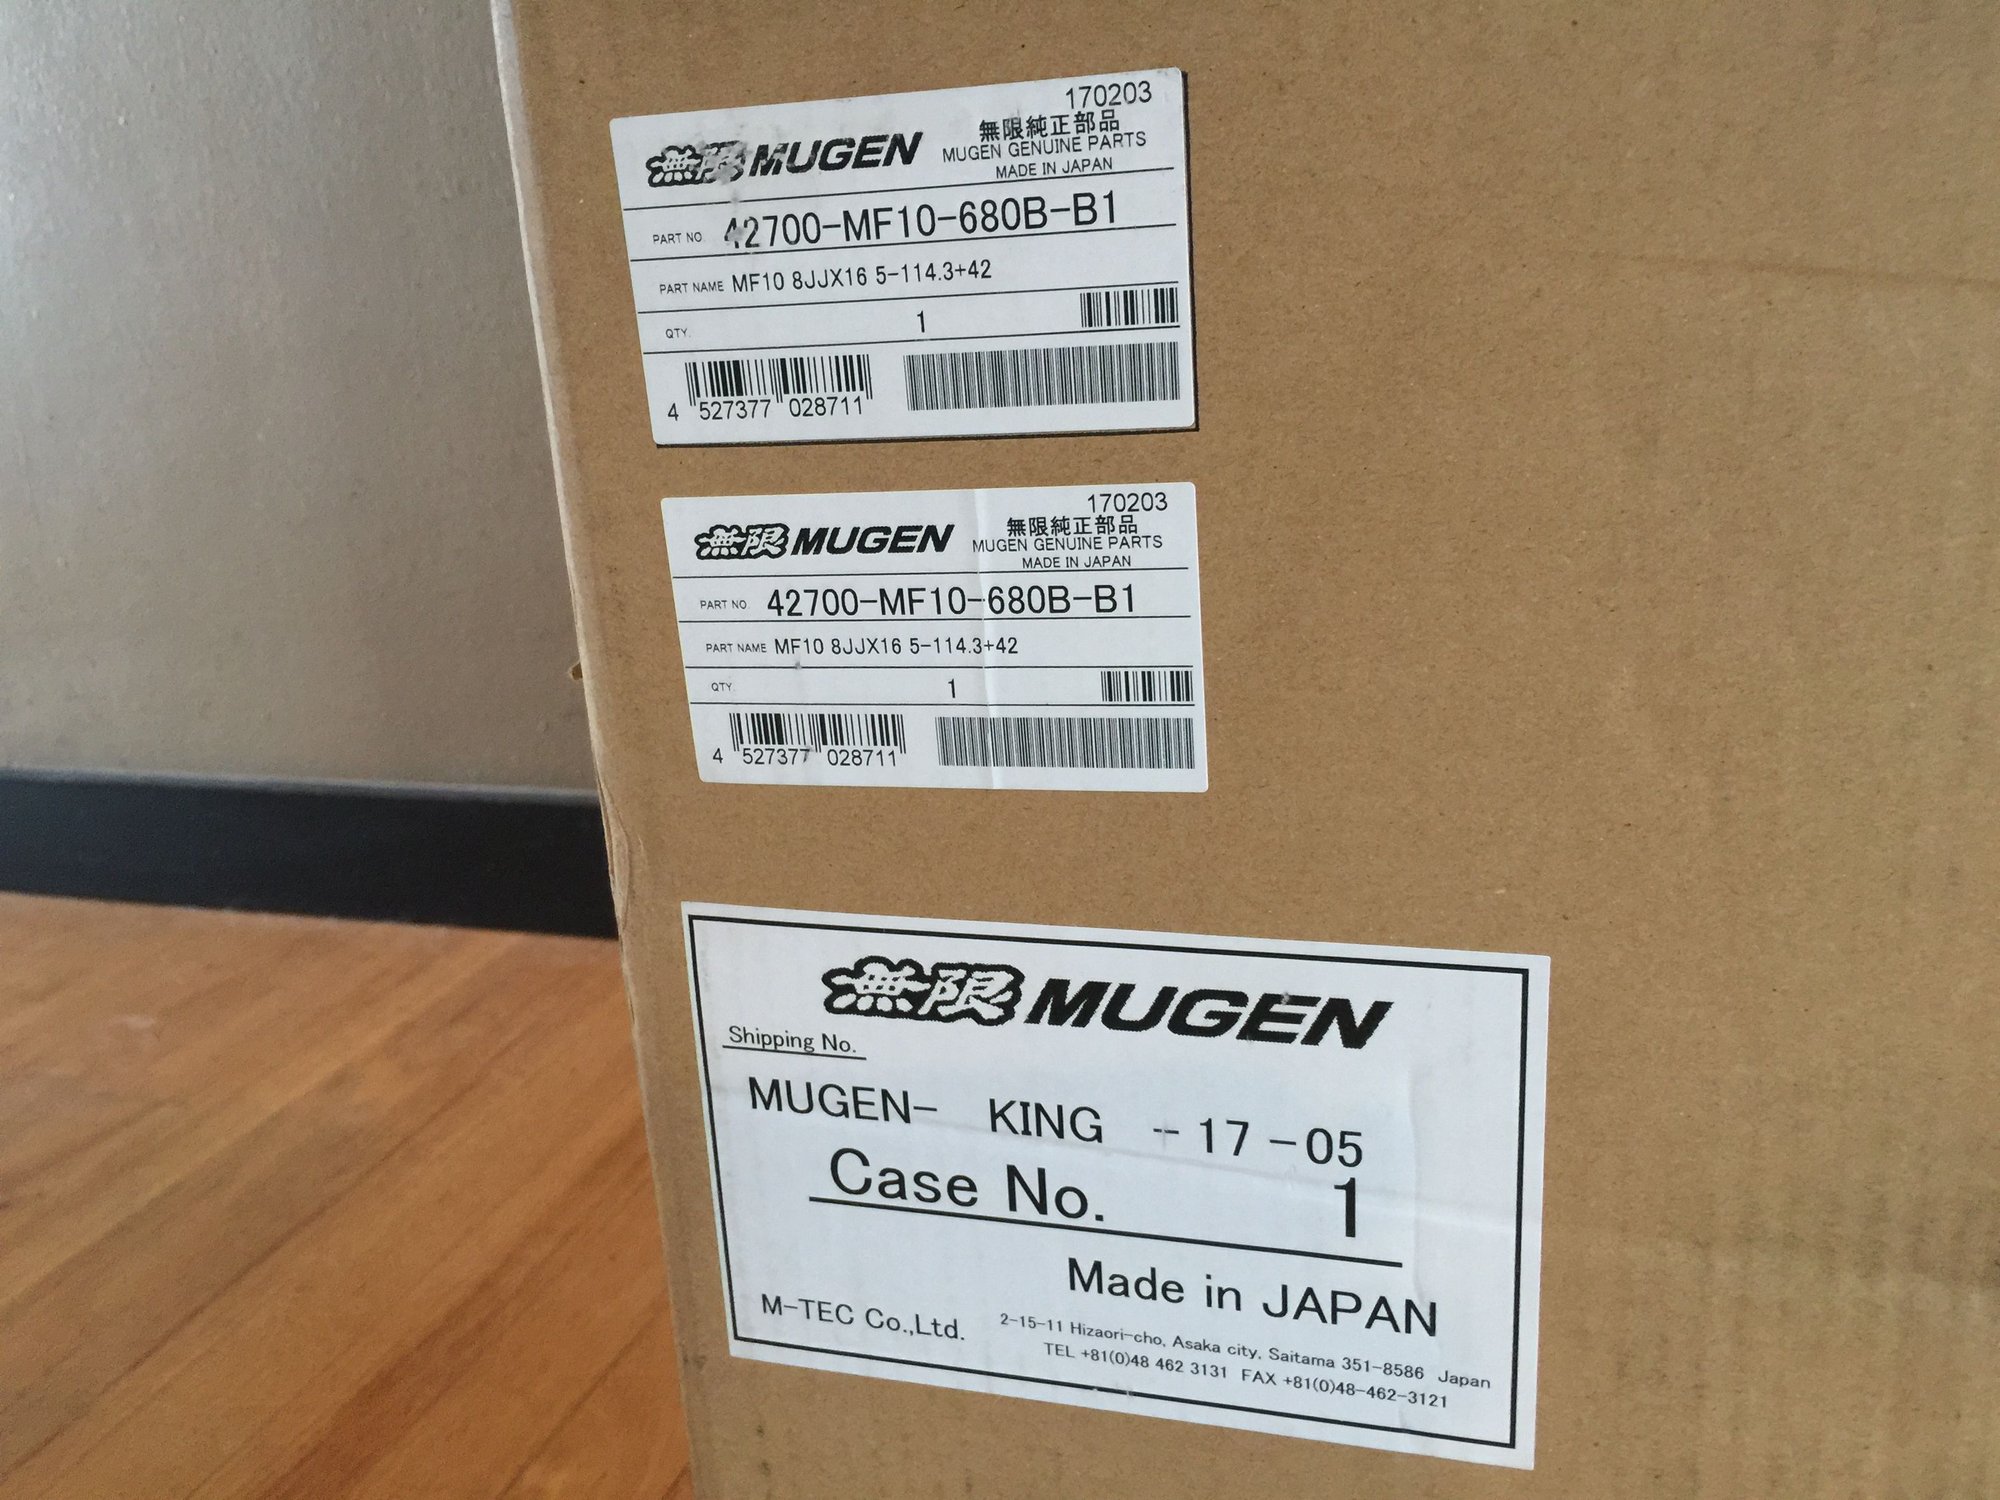 170203
無限 MUGEN
無限純正部品
MUGEN GENUINE PARTS
MADE IN JAPAN
PART NO. 42700-MF10-680B-B1
PART NAME MF10 8JJX16 5-114.3+42
QTY. 1
4 527377 028711
170203
無限 MUGEN
無限純正部品
MUGEN GENUINE PARTS
MADE IN JAPAN
PART NO. 42700-MF10-680B-B1
PART NAME MF10 8JJX16 5-114.3+42
QTY. 1
4 527377 028711
無限 MUGEN
Shipping No.
MUGEN- KING -- 17 -05
Case No. 1
Made in JAPAN
M-TEC Co.,Ltd.
2-15-11 Hizaori-cho, Asaka city, Saitama 351-8586 Japan
TEL +81(0)48 462 3131 FAX +81(0)48-462-3121